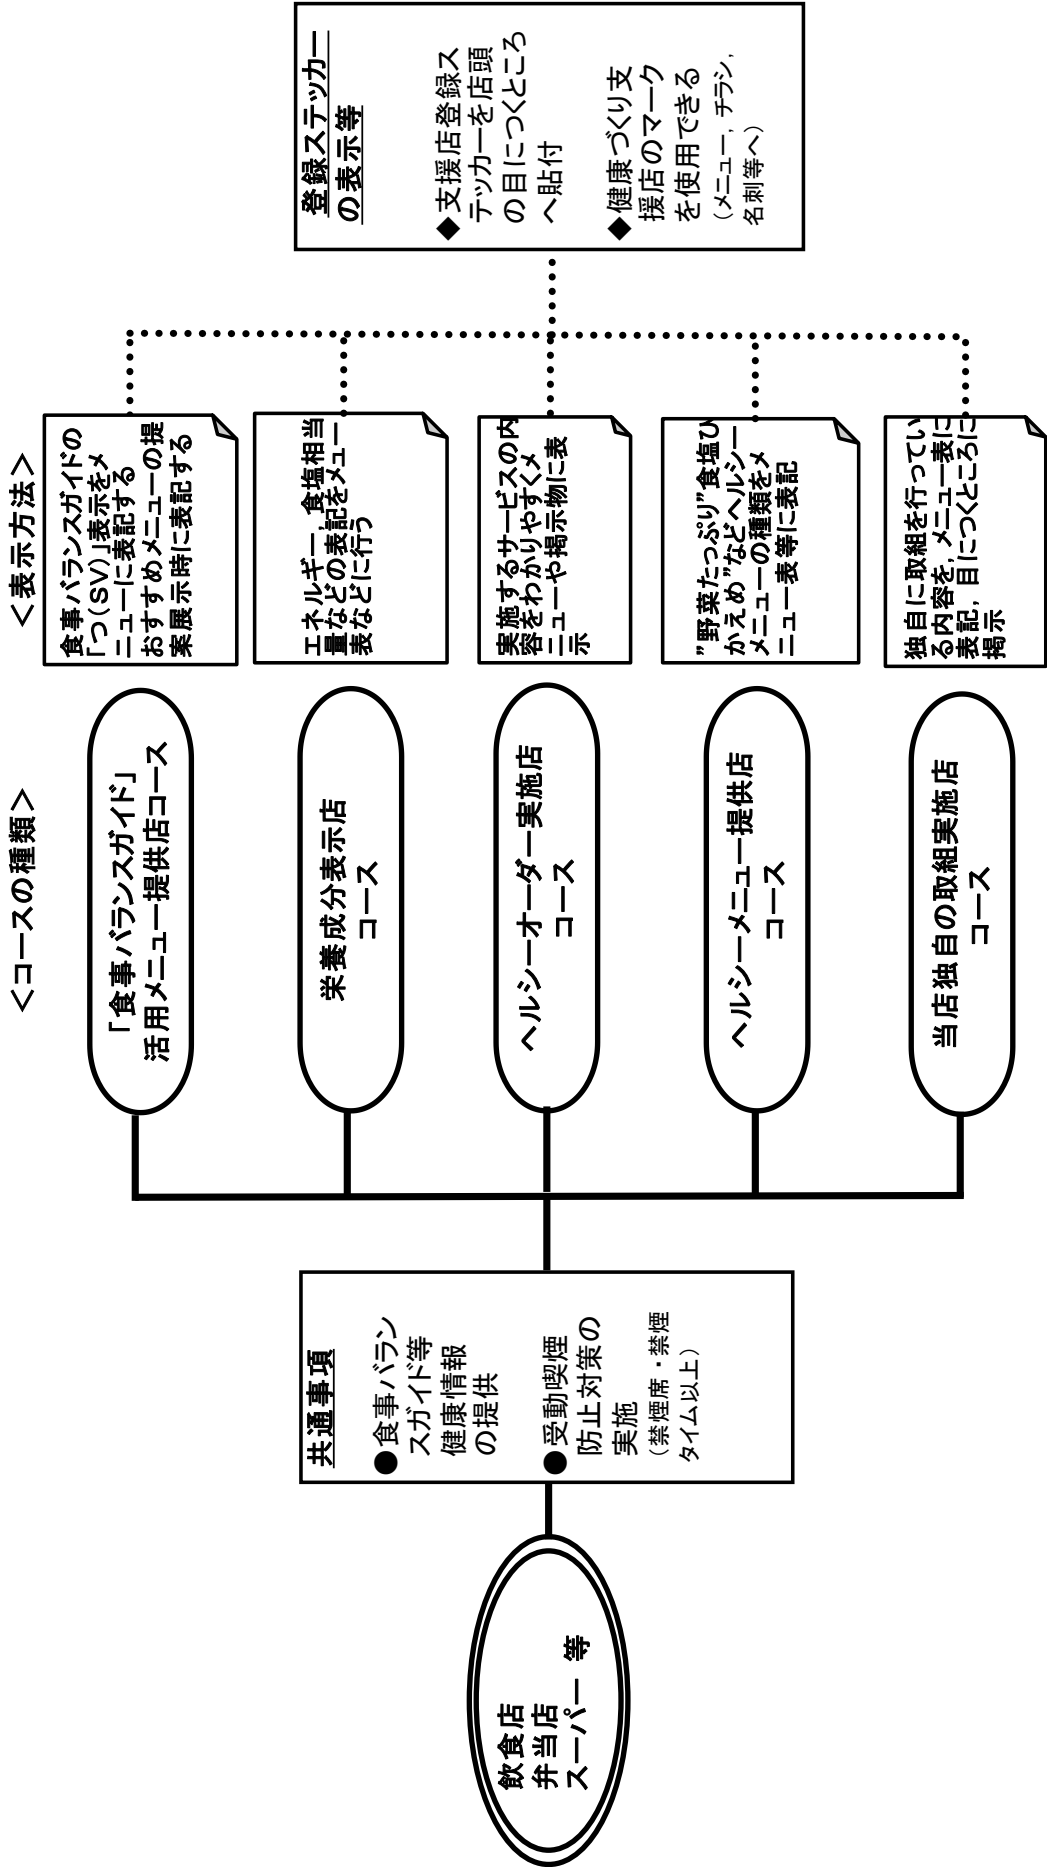 飲食店
弁当店
スーパー 等
共通事項
●食事バラン
スガイド等
健康情報
の提供
●受動喫煙
防止対策の
実施
（禁煙席・禁煙
タイム以上）
＜コースの種類＞
「食事バランスガイド」
活用メニュー提供店コース
栄養成分表示店
コース
ヘルシーオーダー実施店
コース
ヘルシーメニュー提供店
コース
当店独自の取組実施店
コース
＜表示方法＞
食事バランスガイドの
「つ（ＳＶ）」表示をメ
ニューに表記する
おすすめメニューの提
案展示時に表記する
エネルギー，食塩相当
量などの表記をメニュー
表などに行う
実施するサービスの内
容をわかりやすくメ
ニューや掲示物に表
示
”野菜たっぷり”食塩ひ
かえめ”などヘルシー
メニューの種類をメ
ニュー表等に表記
独自に取組を行ってい
る内容を，メニュー表に
表記，目につくところに
掲示
登録ステッカー
の表示等
◆支援店登録ス
テッカーを店頭
の目につくところ
へ貼付
◆健康づくり支
援店のマーク
を使用できる
（メニュー，チラシ，
名刺等へ）